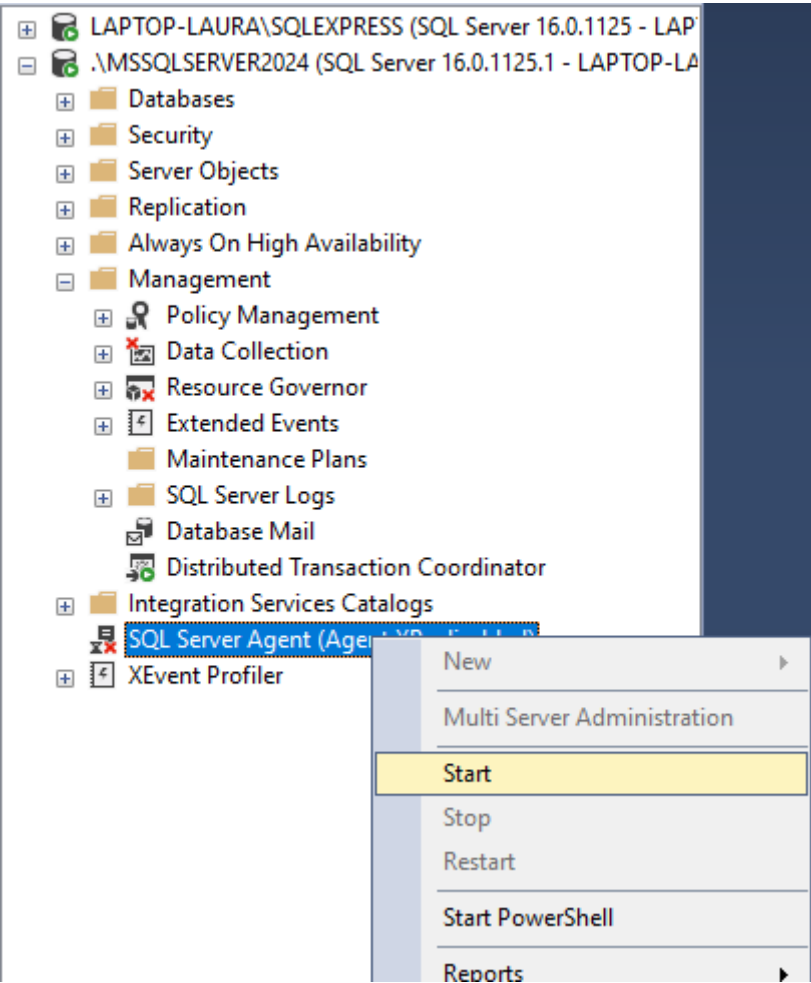 LAPTOP-LAURA\SQLEXPRESS (SQL Server 16.0.1125 - LAP
.\MSSQLSERVER2024 (SQL Server 16.0.1125.1 - LAPTOP-LA
Databases
Security
Server Objects
Replication
Always On High Availability
Management
Policy Management
Data Collection
Resource Governor
Extended Events
Maintenance Plans
SQL Server Logs
Database Mail
Distributed Transaction Coordinator
Integration Services Catalogs
SQL Server Agent (Agent XPs disabled)
XEvent Profiler
New
Multi Server Administration
Start
Stop
Restart
Start PowerShell
Reports